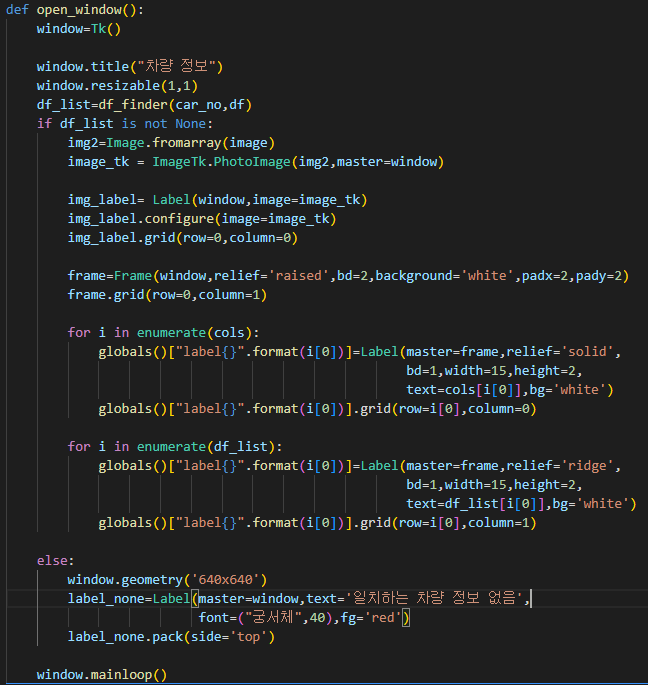 def open_window():
    window=Tk()
    window.title("차량 정보")
    window.resizable(1,1)
    df_list=df_finder(car_no,df)
    if df_list is not None:
        img2=Image.fromarray(image)
        image_tk = ImageTk.PhotoImage(img2,master=window)
        img_label= Label(window,image=image_tk)
        img_label.configure(image=image_tk)
        img_label.grid(row=0,column=0)
        frame=Frame(window,relief='raised',bd=2,background='white',padx=2,pady=2)
        frame.grid(row=0,column=1)
        for i in enumerate(cols):
            globals()["label{}".format(i[0])]=Label(master=frame,relief='solid',
                                                    bd=1,width=15,height=2,
                                                    text=cols[i[0]],bg='white')
            globals()["label{}".format(i[0])].grid(row=i[0],column=0)
        for i in enumerate(df_list):
            globals()["label{}".format(i[0])]=Label(master=frame,relief='ridge',
                                                    bd=1,width=15,height=2,
                                                    text=df_list[i[0]],bg='white')
            globals()["label{}".format(i[0])].grid(row=i[0],column=1)
    else:
        window.geometry('640x640')
        label_none=Label(master=window,text='일치하는 차량 정보 없음',
                         font=("궁서체",40),fg='red')
        label_none.pack(side='top')
    window.mainloop()